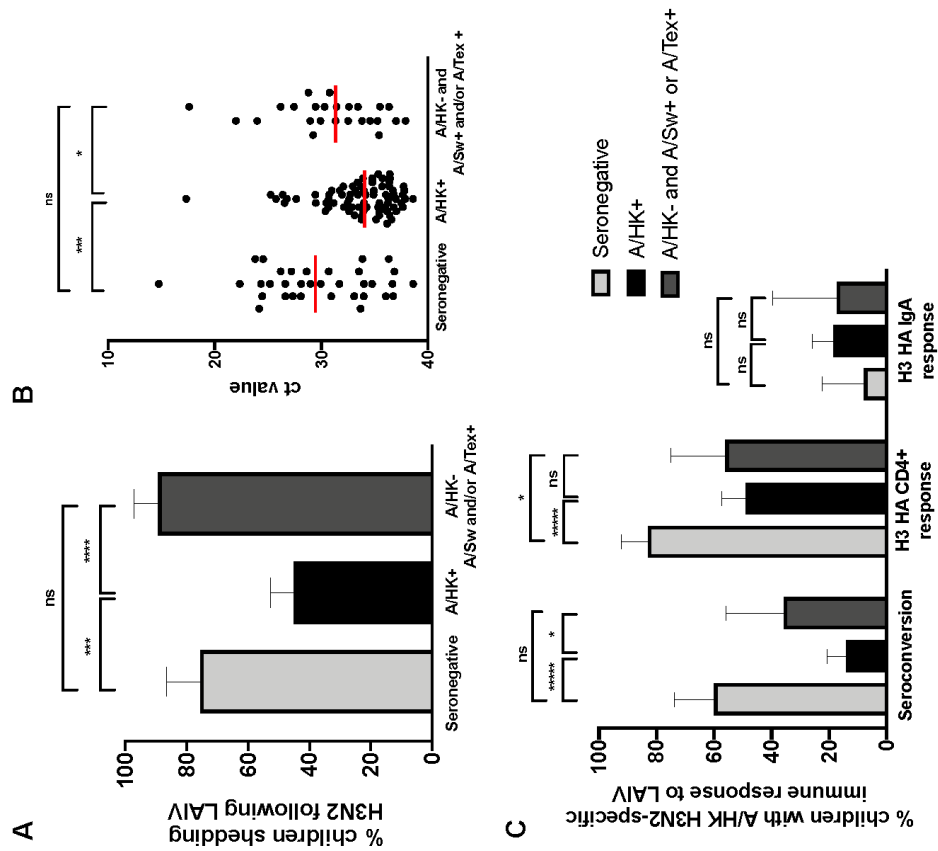 A
% children shedding
H3N2 following LAIV
100
80
60
40
20
0
ns
***
****
Seronegative
A/HK+
A/HK-
A/Sw and/or A/Tex+
B
ct value
10
20
30
40
ns
***
*
Seronegative
A/HK+
A/HK- and
A/Sw+ and/or A/Tex +
C
% children with A/HK H3N2-specific
immune response to LAIV
100
80
60
40
20
0
ns
*****
*
Seroconversion
*
*****
ns
H3 HA CD4+
response
ns
ns
ns
H3 HA IgA
response
Seronegative
A/HK+
A/HK- and A/Sw+ or A/Tex+